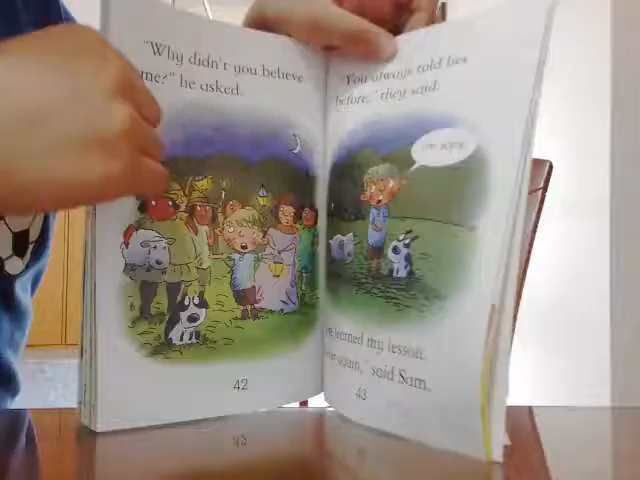 "Why didn't you believe
me?" he asked.
42
"You always told lies
before," they said.
I'm sorry.
learned my lesson.
again," said Sam.
43